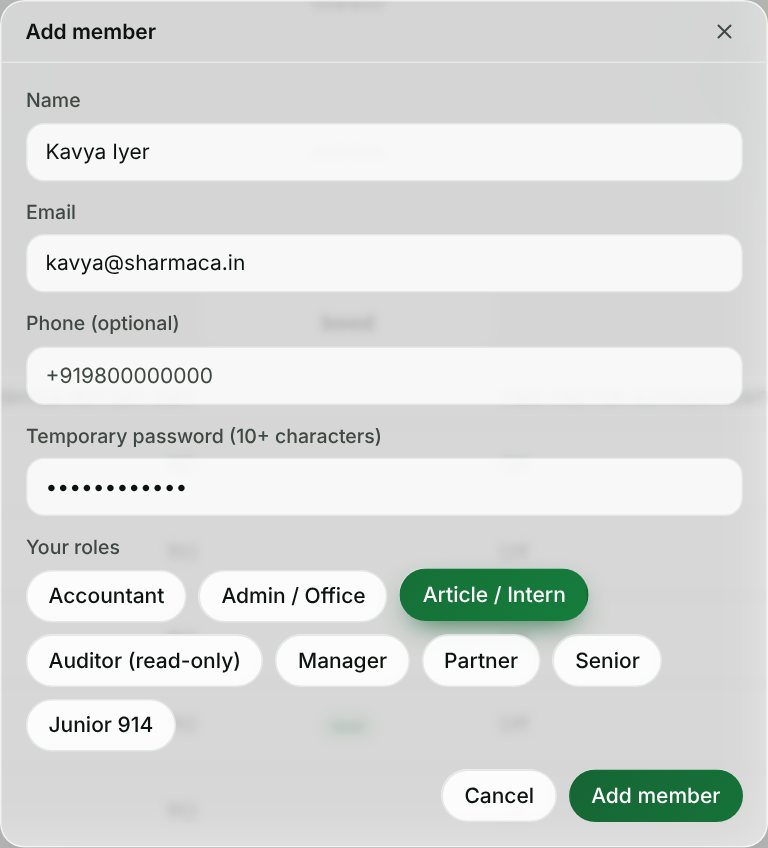 Add member
Name
Kavya Iyer
Email
kavya@sharmaca.in
Phone (optional)
+919800000000
Temporary password (10+ characters)
••••••••••••
Your roles
Accountant Admin / Office Article / Intern
Auditor (read-only) Manager Partner Senior
Junior 914
Cancel Add member